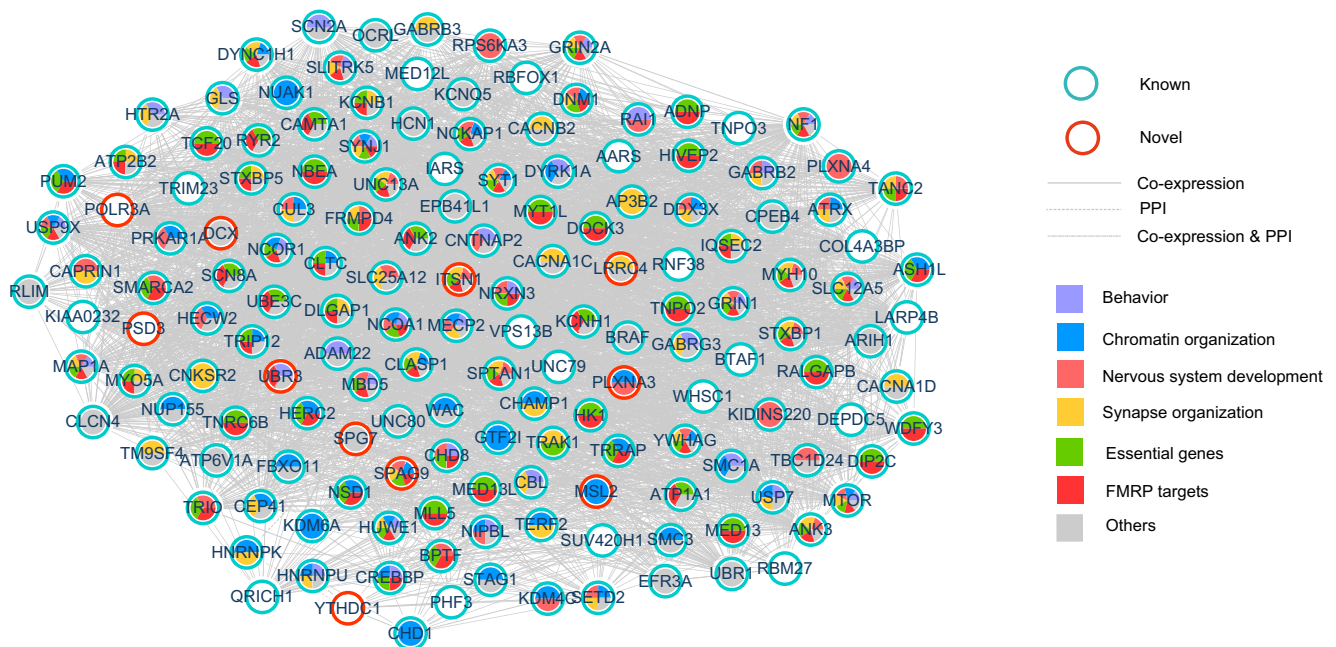 SCN2A
OCRL
GABRB3
RPS6KA3
GRIN2A
DYNC1H1
SLITRK5
MED12L
RBFOX1
NUAK1
KCNQ5
GLS
KCNB1
DNM1
HTR2A
CAMTA1
HCN1
NCKAP1
CACNB2
RAI1
ADNP
TNPO3
NF1
TCF20
RYR2
SYNJ1
AARS
HIVEP2
ATP2B2
NBEA
IARS
DYRK1A
GABRB2
PLXNA4
PUM2
TRIM23
STXBP5
UNC13A
SYT1
TANC2
POLR3A
CUL3
FRMPD4
EPB41L1
MYT1L
AP3B2
DDX3X
CPEB4
ATRX
USP9X
PRKAR1A
DCX
NCOR1
ANK2
CNTNAP2
DOCK3
IQSEC2
COL4A3BP
CAPRIN1
SCN8A
CLTC
SLC25A12
ITSN1
CACNA1C
LRRC4
RNF38
MYH10
ASH1L
RLIM
SMARCA2
UBE3C
NRXN3
SLC12A5
KIAA0232
PSD3
HECW2
DLGAP1
NCOA1
MECP2
VPS13B
KCNH1
TNPO2
GRIN1
LARP4B
TRIP12
BRAF
GABRG3
STXBP1
ARIH1
MAP1A
MYO5A
CNKSR2
UBR3
ADAM22
MBD5
CLASP1
SPTAN1
UNC79
PLXNA3
BTAF1
RALGAPB
CACNA1D
CLCN4
NUP155
TNRC6B
HERC2
UNC80
WAC
CHAMP1
HK1
WHSC1
KIDINS220
DEPDC5
WDFY3
TM9SF4
ATP6V1A
FBXO11
SPG7
CHD8
GTF2I
TRAK1
TRRAP
YWHAG
SMC1A
TBC1D24
DIP2C
TRIO
CEP41
NSD1
SPAG9
MED13L
CBL
MSL2
ATP1A1
USP7
MTOR
HNRNPK
KDM6A
HUWE1
MLL5
NIPBL
TERF2
SUV420H1
SMC3
MED13
ANK3
QRICH1
HNRNPU
CREBBP
BPTF
STAG1
KDM4C
SETD2
EFR3A
UBR1
RBM27
YTHDC1
PHF3
CHD1
Known
Novel
Co-expression
PPI
Co-expression & PPI
Behavior
Chromatin organization
Nervous system development
Synapse organization
Essential genes
FMRP targets
Others